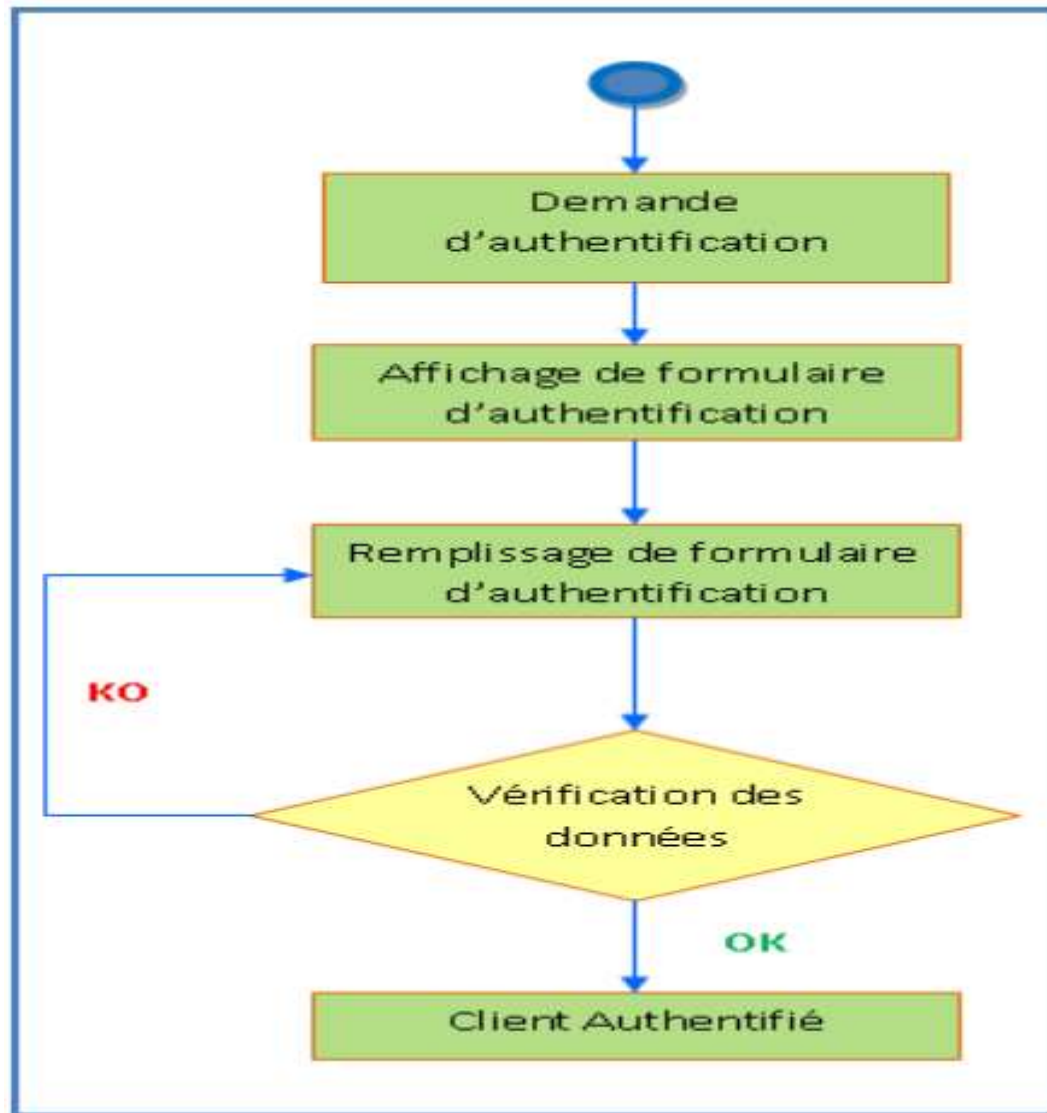 Demande
d’authentification
Affichage de formulaire
d’authentification
Remplissage de formulaire
d’authentification
KO
Vérification des
données
OK
Client Authentifié